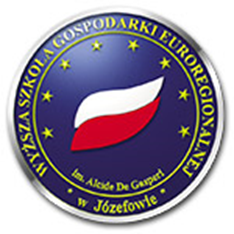 WYŻSZA SZKOŁA GOSPODARKI EUROREGIONALNEJ
Im. Alcide De Gasperi
w Józefowie